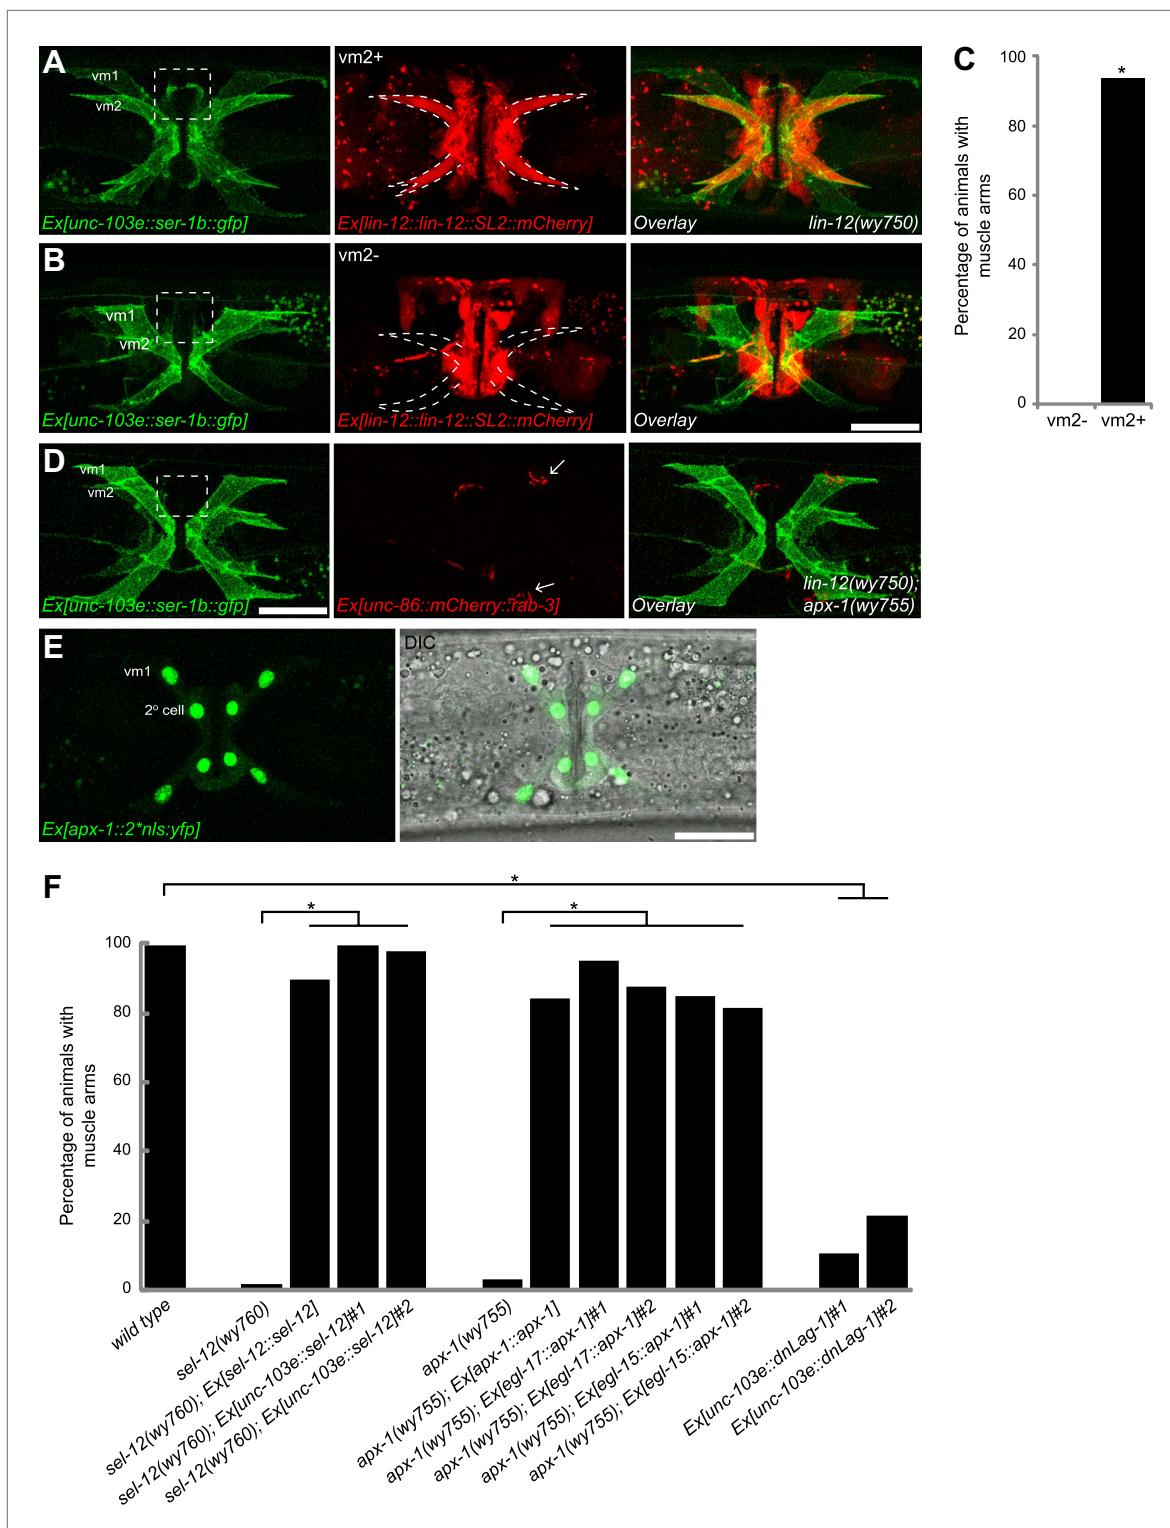 A
vm1
vm2
Ex[unc-103e::ser-1b::gfp]
vm2+
Ex[lin-12::lin-12::SL2::mCherry]
Overlay
lin-12(wy750)
B
vm1
vm2
Ex[unc-103e::ser-1b::gfp]
vm2-
Ex[lin-12::lin-12::SL2::mCherry]
Overlay
C
Percentage of animals with
muscle arms
100
80
60
40
20
0
*
vm2-
vm2+
D
vm1
vm2
Ex[unc-103e::ser-1b::gfp]
Ex[unc-86::mCherry::rab-3]
Overlay
lin-12(wy750);
apx-1(wy755)
E
vm1
2º cell
Ex[apx-1::2*nls:yfp]
DIC
F
*
*
*
Percentage of animals with
muscle arms
100
80
60
40
20
0
wild type
sel-12(wy760)
sel-12(wy760); Ex[sel-12::sel-12]
sel-12(wy760); Ex[unc-103e::sel-12]#1
sel-12(wy760); Ex[unc-103e::sel-12]#2
apx-1(wy755)
apx-1(wy755); Ex[apx-1::apx-1]
apx-1(wy755); Ex[egl-17::apx-1]#1
apx-1(wy755); Ex[egl-17::apx-1]#2
apx-1(wy755); Ex[egl-15::apx-1]#1
apx-1(wy755); Ex[egl-15::apx-1]#2
Ex[unc-103e::dnLag-1]#1
Ex[unc-103e::dnLag-1]#2